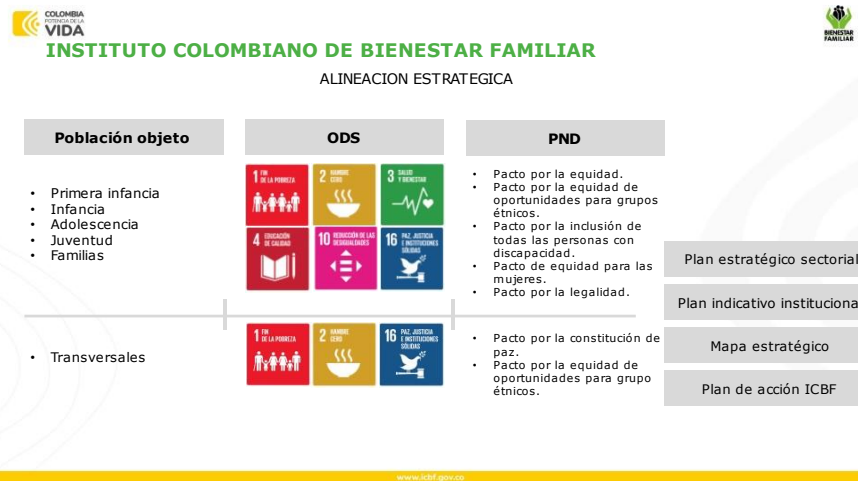 COLOMBIA
POTENCIA DE LA
VIDA
BIENESTAR
FAMILIAR
INSTITUTO COLOMBIANO DE BIENESTAR FAMILIAR
ALINEACION ESTRATEGICA
Población objeto
ODS
PND
• Primera infancia
• Infancia
• Adolescencia
• Juventud
• Familias
1 FIN
DE LA POBREZA
2 HAMBRE
CERO
3 SALUD
Y BIENESTAR
4 EDUCACIÓN
DE CALIDAD
10 REDUCCIÓN DE LAS
DESIGUALDADES
16 PAZ, JUSTICIA
E INSTITUCIONES
SÓLIDAS
• Pacto por la equidad.
• Pacto por la equidad de
oportunidades para grupos
étnicos.
• Pacto por la inclusión de
todas las personas con
discapacidad.
• Pacto de equidad para las
mujeres.
• Pacto por la legalidad.
• Transversales
1 FIN
DE LA POBREZA
2 HAMBRE
CERO
16 PAZ, JUSTICIA
E INSTITUCIONES
SÓLIDAS
• Pacto por la constitución de
paz.
• Pacto por la equidad de
oportunidades para grupo
étnicos.
Plan estratégico sectorial
Plan indicativo instituciona
Mapa estratégico
Plan de acción ICBF
www.icbf.gov.co